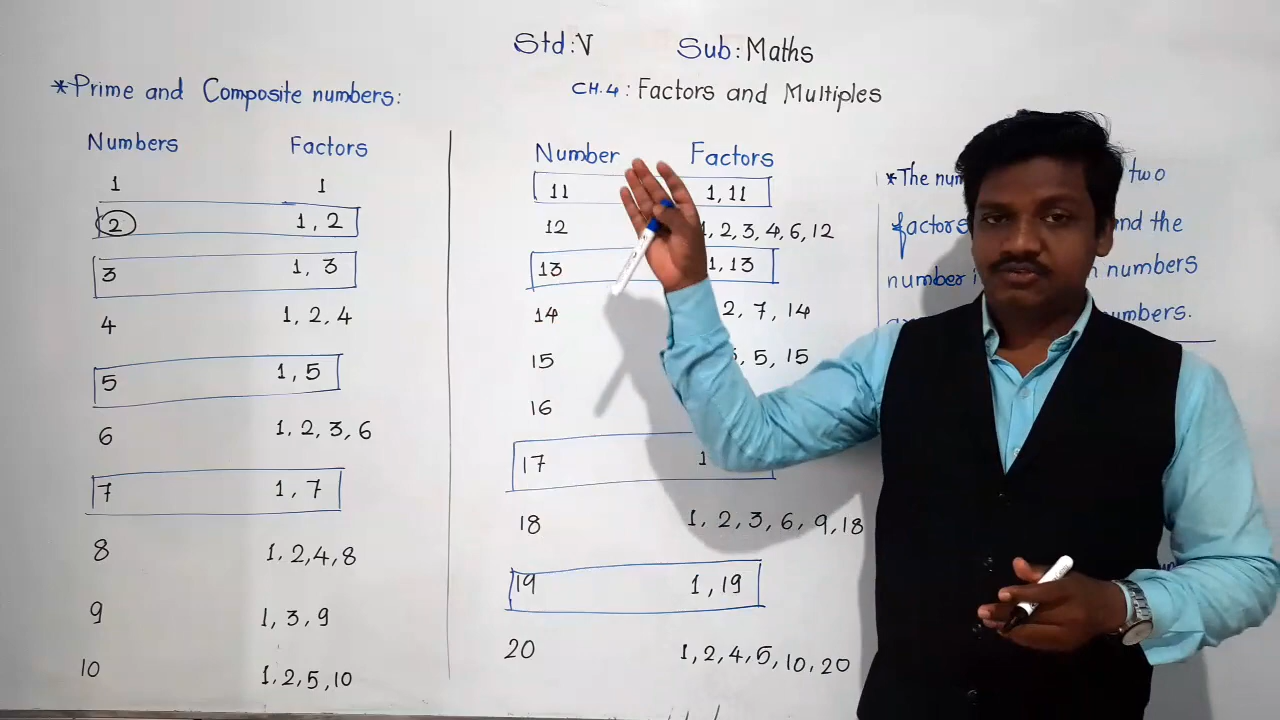 Std:V Sub:Maths
CH.4: Factors and Multiples
*Prime and Composite numbers:
Numbers Factors
1 1
2 1, 2
3 1, 3
4 1, 2, 4
5 1, 5
6 1, 2, 3, 6
7 1, 7
8 1, 2, 4, 8
9 1, 3, 9
10 1, 2, 5, 10
Number Factors
11 1, 11
12 1, 2, 3, 4, 6, 12
13 1, 13
14 2, 7, 14
15 5, 15
16
17 1
18 1, 2, 3, 6, 9, 18
19 1, 19
20 1, 2, 4, 5, 10, 20
*The two
factors the
number numbers